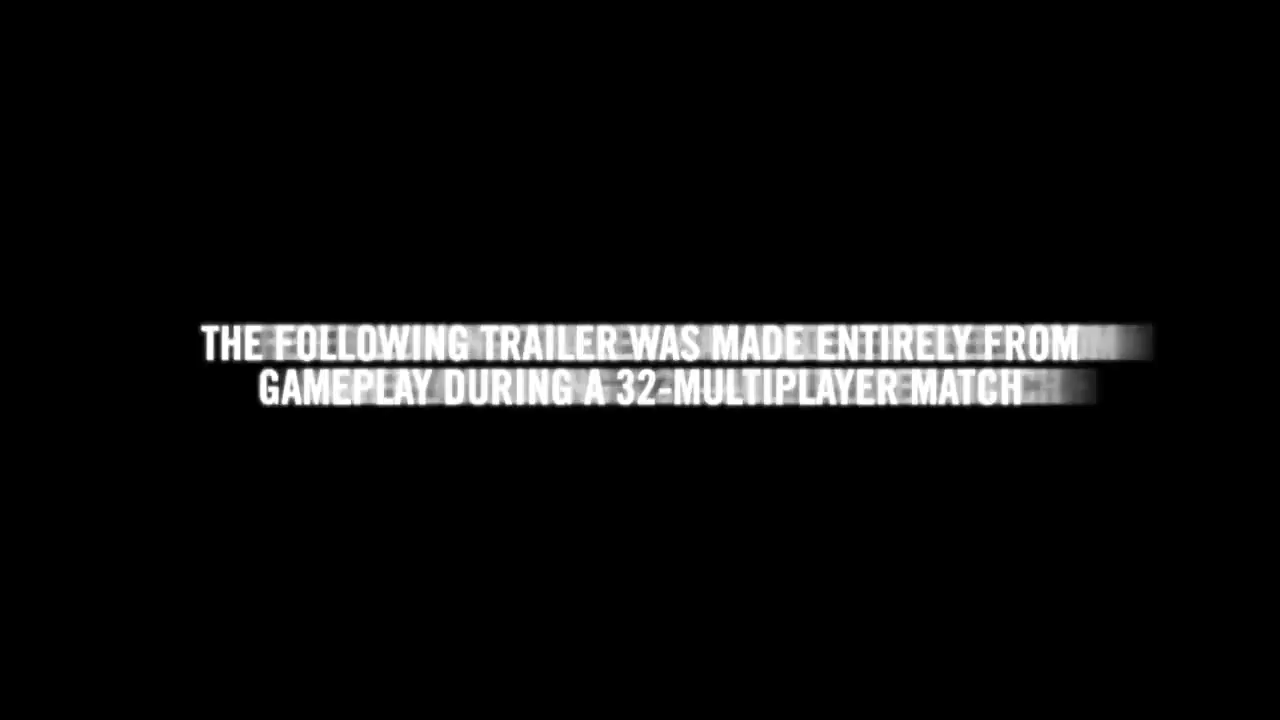 THE FOLLOWING TRAILER WAS MADE ENTIRELY FROM
GAMEPLAY DURING A 32-MULTIPLAYER MATCH